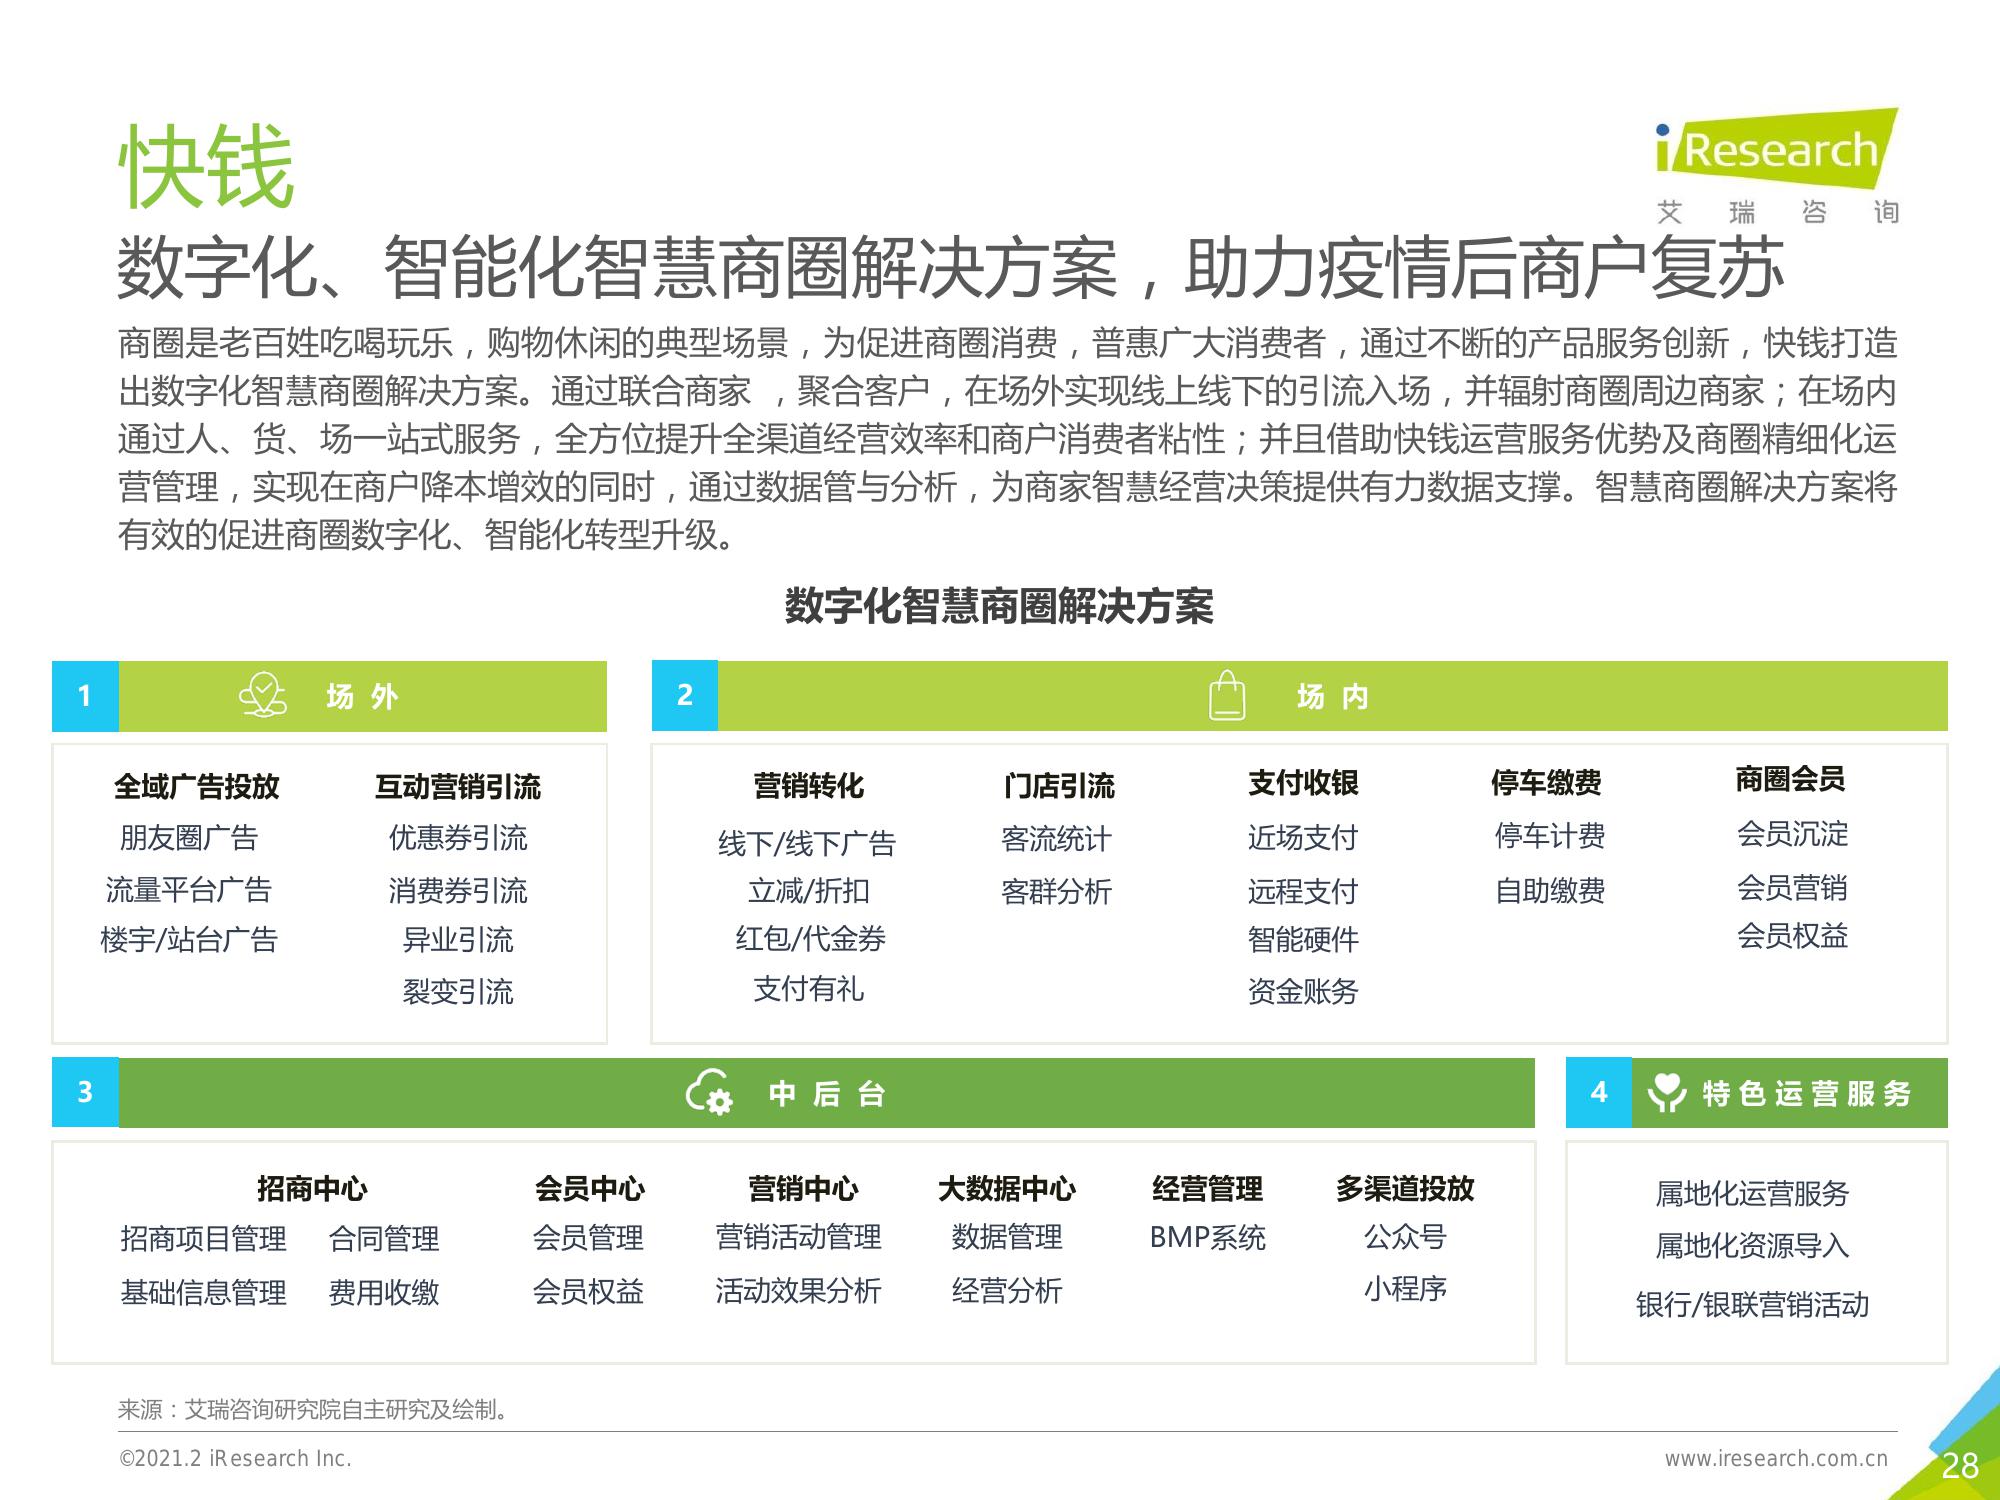 快钱
iResearch
艾瑞咨询
数字化、智能化智慧商圈解决方案，助力疫情后商户复苏
商圈是老百姓吃喝玩乐，购物休闲的典型场景，为促进商圈消费，普惠广大消费者，通过不断的产品服务创新，快钱打造
出数字化智慧商圈解决方案。通过联合商家 ，聚合客户，在场外实现线上线下的引流入场，并辐射商圈周边商家；在场内
通过人、货、场一站式服务，全方位提升全渠道经营效率和商户消费者粘性；并且借助快钱运营服务优势及商圈精细化运
营管理，实现在商户降本增效的同时，通过数据管与分析，为商家智慧经营决策提供有力数据支撑。智慧商圈解决方案将
有效的促进商圈数字化、智能化转型升级。
数字化智慧商圈解决方案
1 场外
全域广告投放
朋友圈广告
流量平台广告
楼宇/站台广告
互动营销引流
优惠券引流
消费券引流
异业引流
裂变引流
2 场内
营销转化
线下/线下广告
立减/折扣
红包/代金券
支付有礼
门店引流
客流统计
客群分析
支付收银
近场支付
远程支付
智能硬件
资金账务
停车缴费
停车计费
自助缴费
商圈会员
会员沉淀
会员营销
会员权益
3 中后台
招商中心
招商项目管理 合同管理
基础信息管理 费用收缴
会员中心
会员管理
会员权益
营销中心
营销活动管理
活动效果分析
大数据中心
数据管理
经营分析
经营管理
BMP系统
多渠道投放
公众号
小程序
4 特色运营服务
属地化运营服务
属地化资源导入
银行/银联营销活动
来源：艾瑞咨询研究院自主研究及绘制。
©2021.2 iResearch Inc.
www.iresearch.com.cn
28